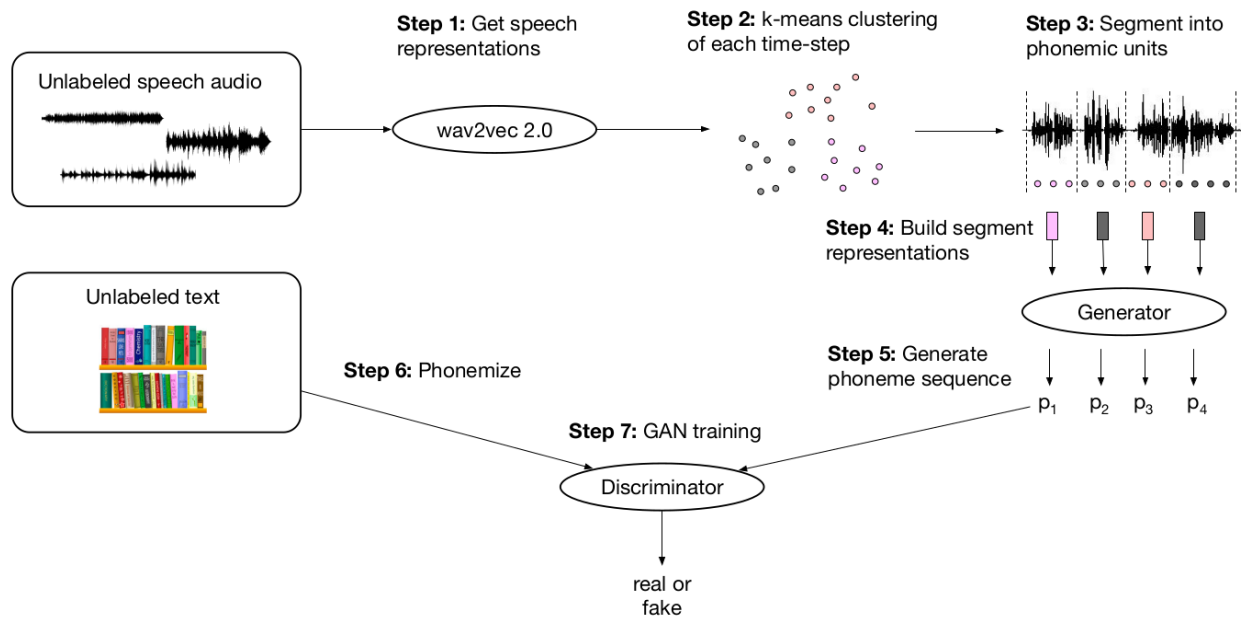 Step 1: Get speech
representations
Step 2: k-means clustering
of each time-step
Step 3: Segment into
phonemic units
Unlabeled speech audio
wav2vec 2.0
Step 4: Build segment
representations
Unlabeled text
Chemistry
Generator
Step 5: Generate
phoneme sequence
Step 6: Phonemize
p₁ p₂ p₃ p₄
Step 7: GAN training
Discriminator
real or
fake